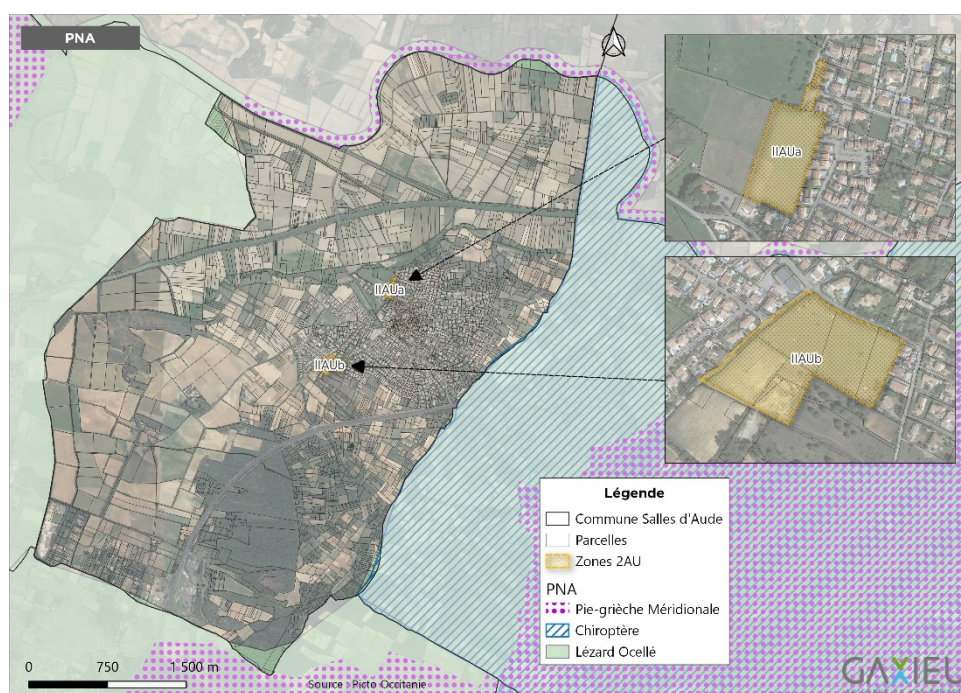 PNA
IIAUa
IIAUa
IIAUb
IIAUb
Légende
Commune Salles d'Aude
Parcelles
Zones 2AU
PNA
Pie-grièche Méridionale
Chiroptère
Lézard Ocellé
0 750 1 500 m
Source : Picto Occitanie
GAXIEU